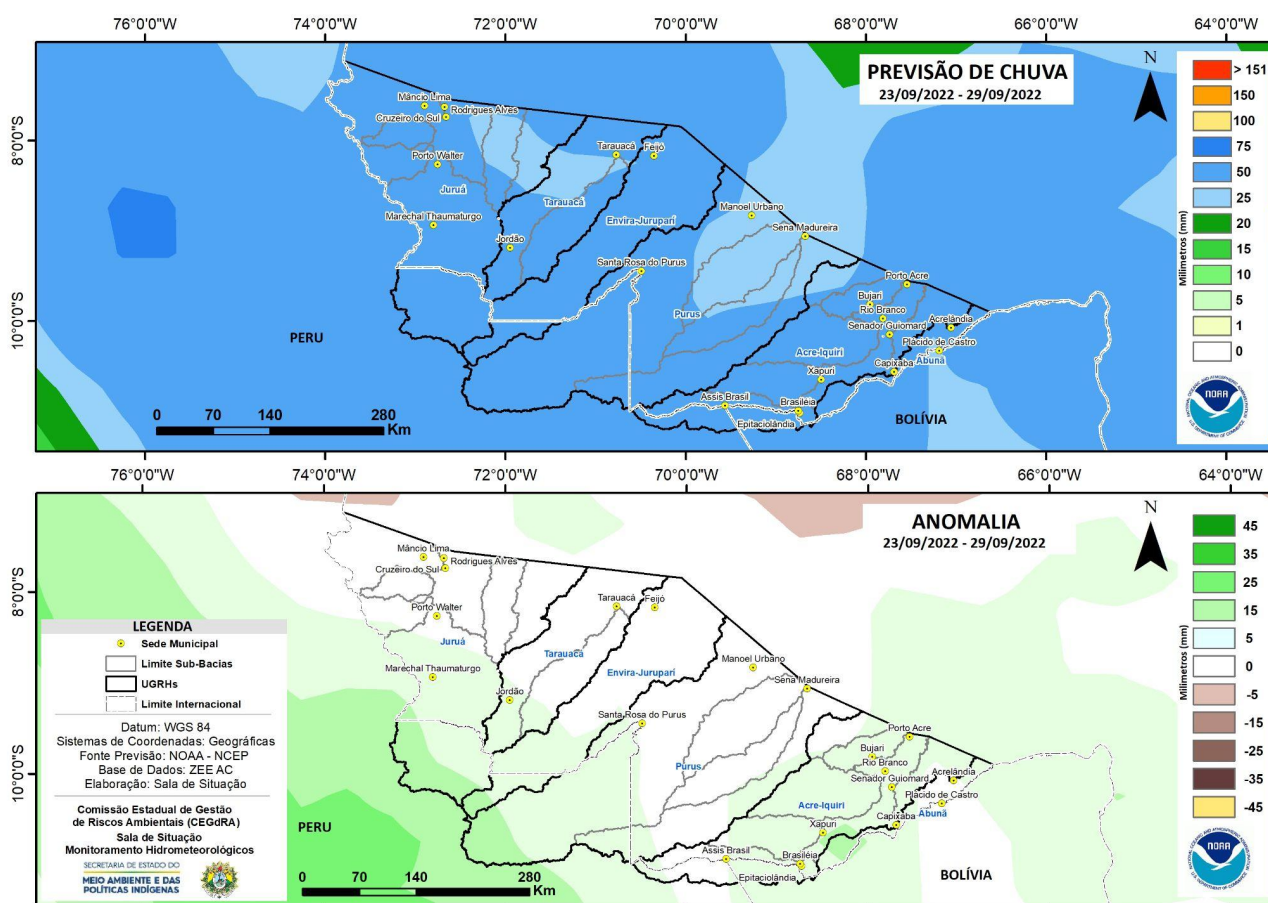 76°0'0"W 74°0'0"W 72°0'0"W 70°0'0"W 68°0'0"W 66°0'0"W 64°0'0"W
PREVISÃO DE CHUVA
23/09/2022 - 29/09/2022
N
8°0'0"S
10°0'0"S
Mâncio Lima
Rodrigues Alves
Cruzeiro do Sul
Porto Walter
Juruá
Marechal Thaumaturgo
Jordão
Tarauacá
Feijó
Tarauacá
Envira-Jurupari
Santa Rosa do Purus
Manoel Urbano
Sena Madureira
Purus
Porto Acre
Bujari
Rio Branco
Senador Guiomard
Acrelândia
Plácido de Castro
Abunã
Acre-Iquiri
Capixaba
Xapuri
Assis Brasil
Brasiléia
Epitaciolândia
PERU
BOLÍVIA
0 70 140 280
Km
Milímetros (mm)
> 151
150
100
75
50
25
20
15
10
5
1
0
NOAA
76°0'0"W 74°0'0"W 72°0'0"W 70°0'0"W 68°0'0"W 66°0'0"W 64°0'0"W
ANOMALIA
23/09/2022 - 29/09/2022
N
8°0'0"S
10°0'0"S
Mâncio Lima
Rodrigues Alves
Cruzeiro do Sul
Porto Walter
Juruá
Marechal Thaumaturgo
Jordão
Tarauacá
Feijó
Tarauacá
Envira-Jurupari
Santa Rosa do Purus
Manoel Urbano
Sena Madureira
Purus
Porto Acre
Bujari
Rio Branco
Senador Guiomard
Acrelândia
Plácido de Castro
Abunã
Acre-Iquiri
Capixaba
Xapuri
Assis Brasil
Brasiléia
Epitaciolândia
PERU
BOLÍVIA
0 70 140 280
Km
Milímetros (mm)
45
35
25
15
5
0
-5
-15
-25
-35
-45
NOAA
LEGENDA
Sede Municipal
Limite Sub-Bacias
UGRHs
Limite Internacional
Datum: WGS 84
Sistemas de Coordenadas: Geográficas
Fonte Previsão: NOAA - NCEP
Base de Dados: ZEE AC
Elaboração: Sala de Situação
Comissão Estadual de Gestão
de Riscos Ambientais (CEGdRA)
Sala de Situação
Monitoramento Hidrometeorológicos
SECRETARIA DE ESTADO DO
MEIO AMBIENTE E DAS
POLÍTICAS INDÍGENAS